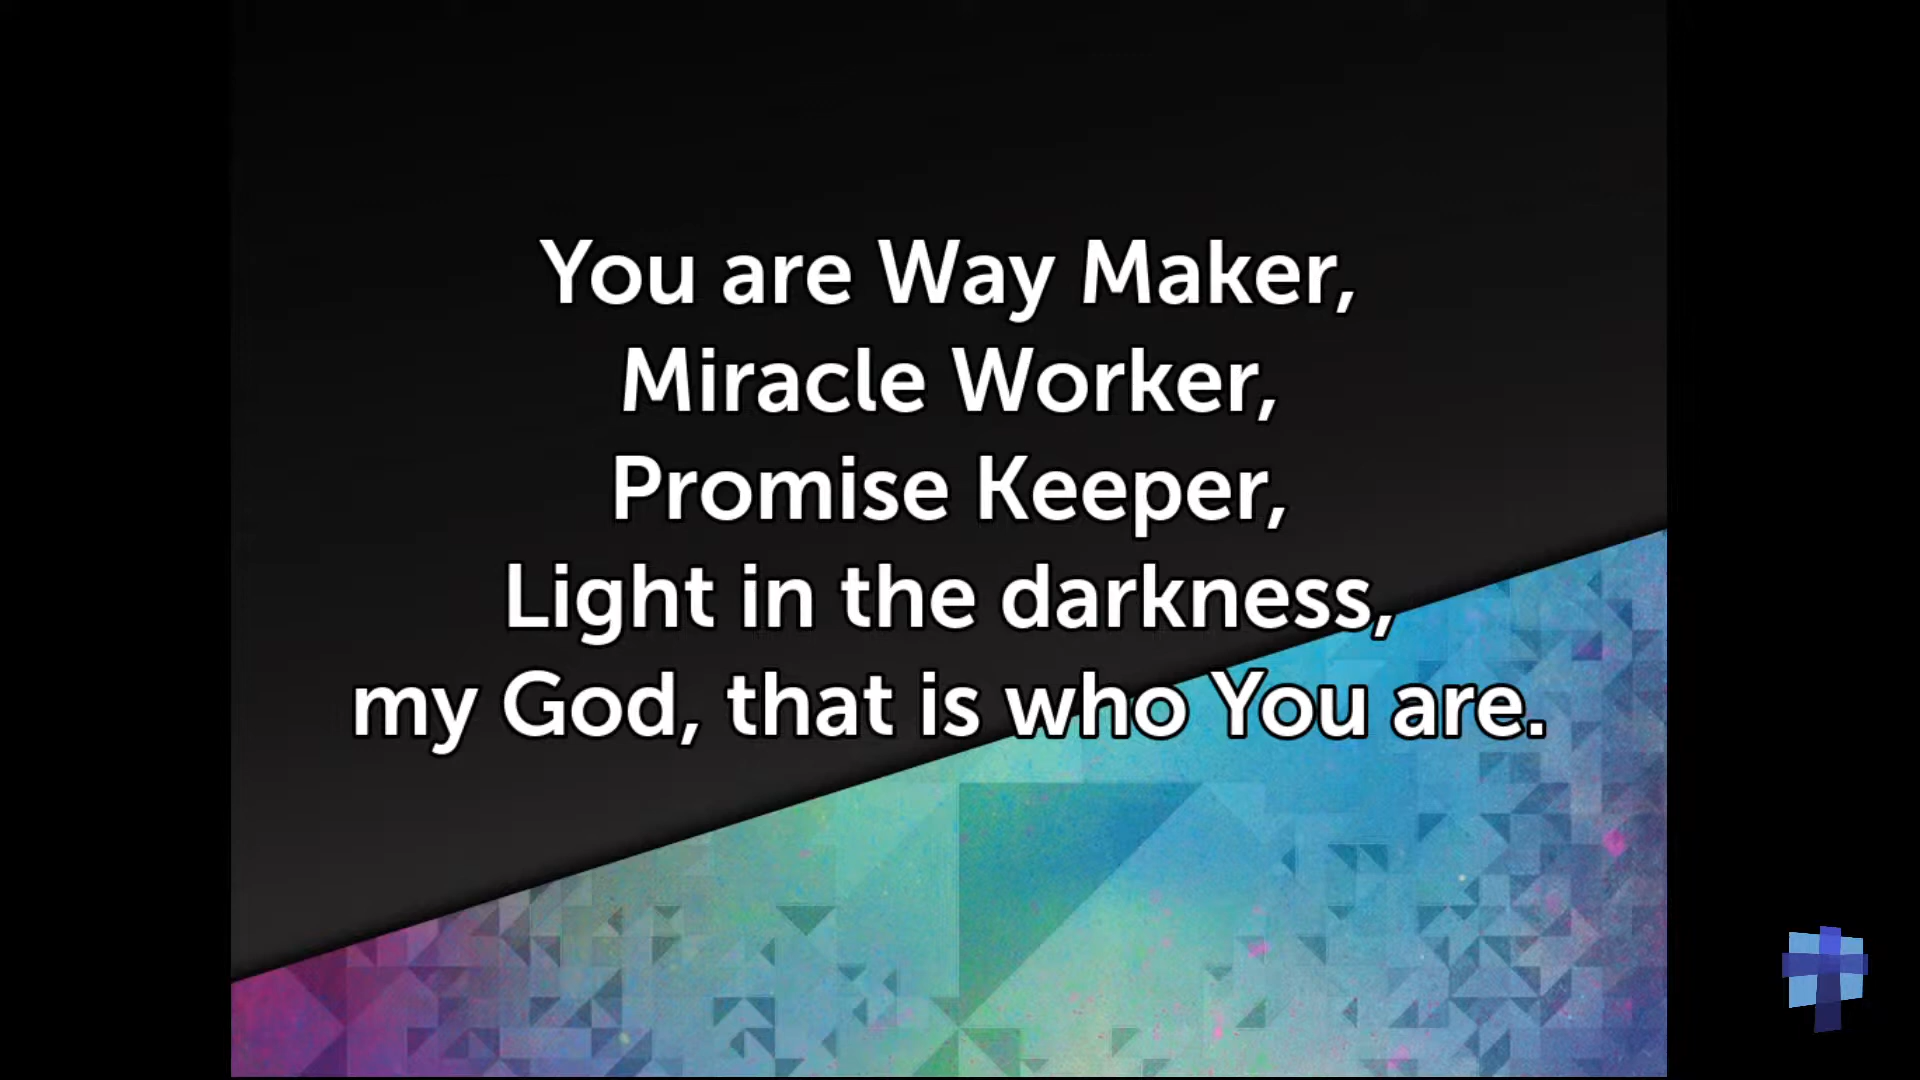 You are Way Maker,
Miracle Worker,
Promise Keeper,
Light in the darkness,
my God, that is who You are.